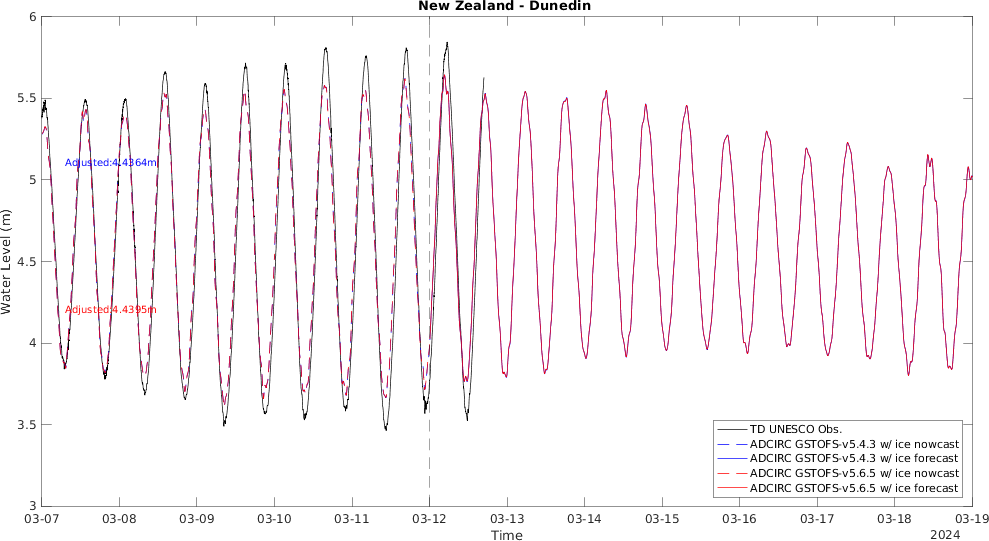 New Zealand - Dunedin
6
5.5
5
4.5
4
3.5
3
Water Level (m)
Adjusted:4.4364m
Adjusted:4.4395m
TD UNESCO Obs.
ADCIRC GSTOFS-v5.4.3 w/ ice nowcast
ADCIRC GSTOFS-v5.4.3 w/ ice forecast
ADCIRC GSTOFS-v5.6.5 w/ ice nowcast
ADCIRC GSTOFS-v5.6.5 w/ ice forecast
03-07 03-08 03-09 03-10 03-11 03-12 03-13 03-14 03-15 03-16 03-17 03-18 03-19
Time
2024